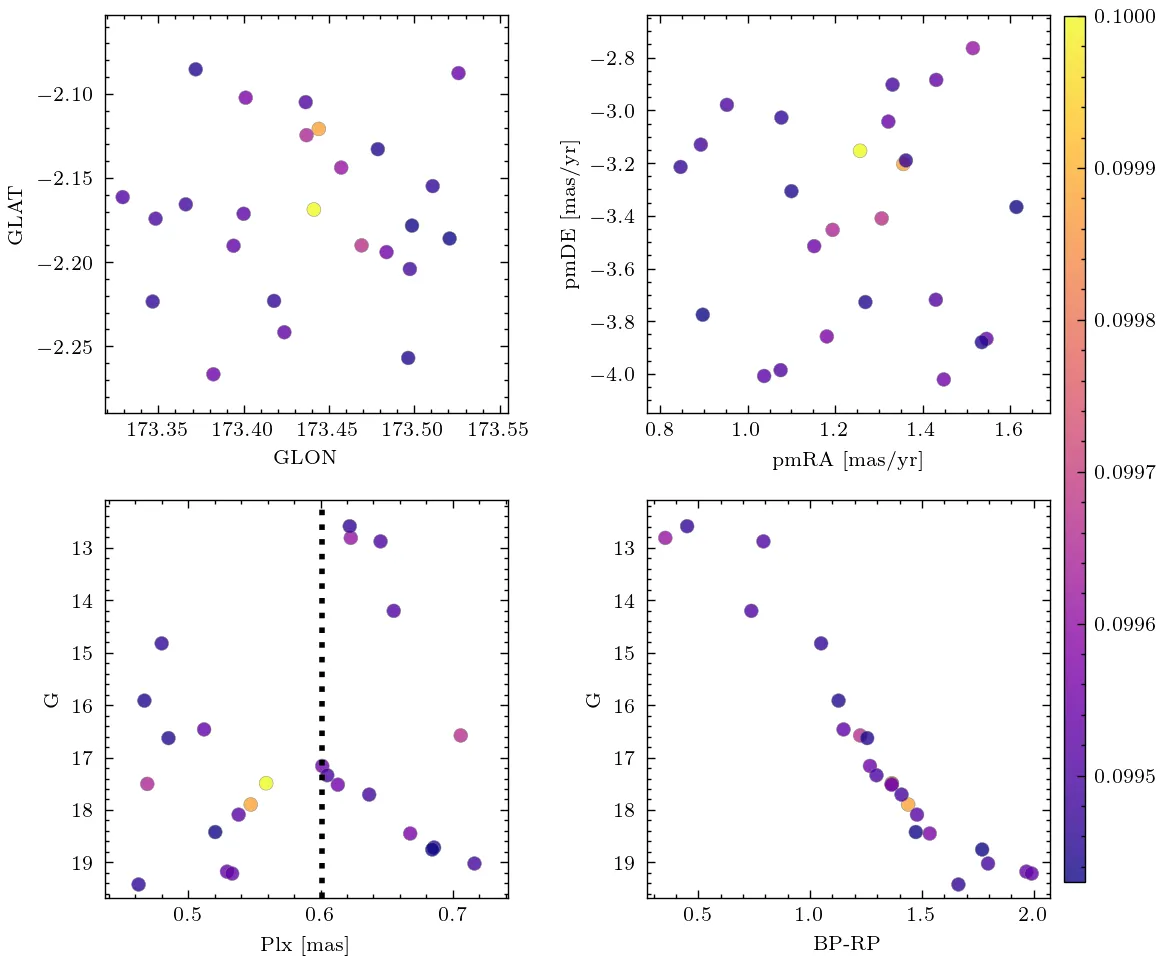 −2.10
−2.15
−2.20
−2.25
GLAT
173.35 173.40 173.45 173.50 173.55
GLON
−2.8
−3.0
−3.2
−3.4
−3.6
−3.8
−4.0
pmDE [mas/yr]
0.8 1.0 1.2 1.4 1.6
pmRA [mas/yr]
0.1000
0.0999
0.0998
0.0997
0.0996
0.0995
13
14
15
16
17
18
19
G
0.5 0.6 0.7
Plx [mas]
13
14
15
16
17
18
19
G
0.5 1.0 1.5 2.0
BP-RP